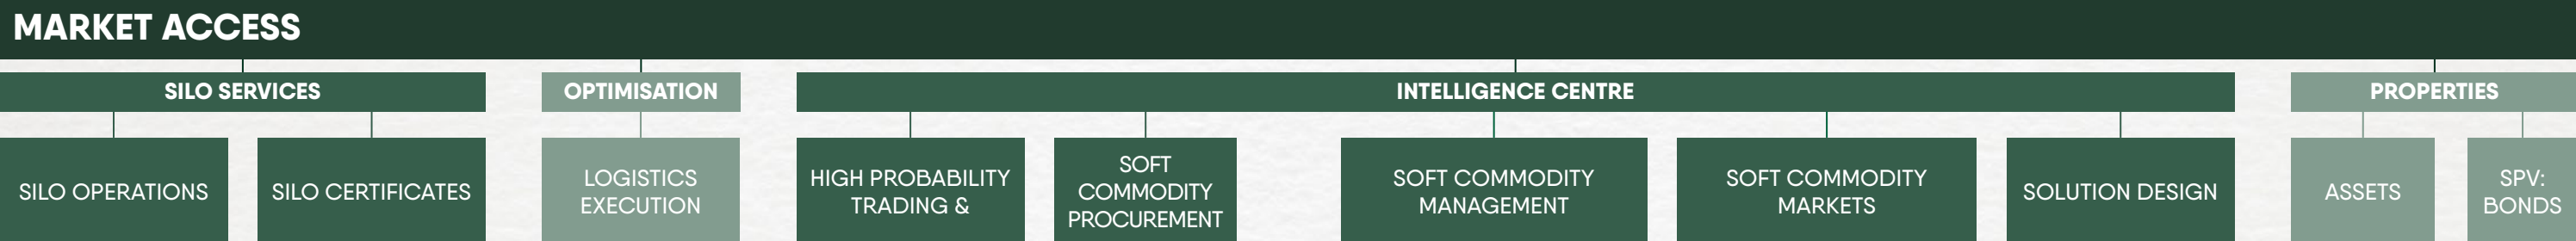 MARKET ACCESS
SILO SERVICES
OPTIMISATION
INTELLIGENCE CENTRE
PROPERTIES
SILO OPERATIONS
SILO CERTIFICATES
LOGISTICS
EXECUTION
HIGH PROBABILITY
TRADING &
SOFT
COMMODITY
PROCUREMENT
SOFT COMMODITY
MANAGEMENT
SOFT COMMODITY
MARKETS
SOLUTION DESIGN
ASSETS
SPV:
BONDS